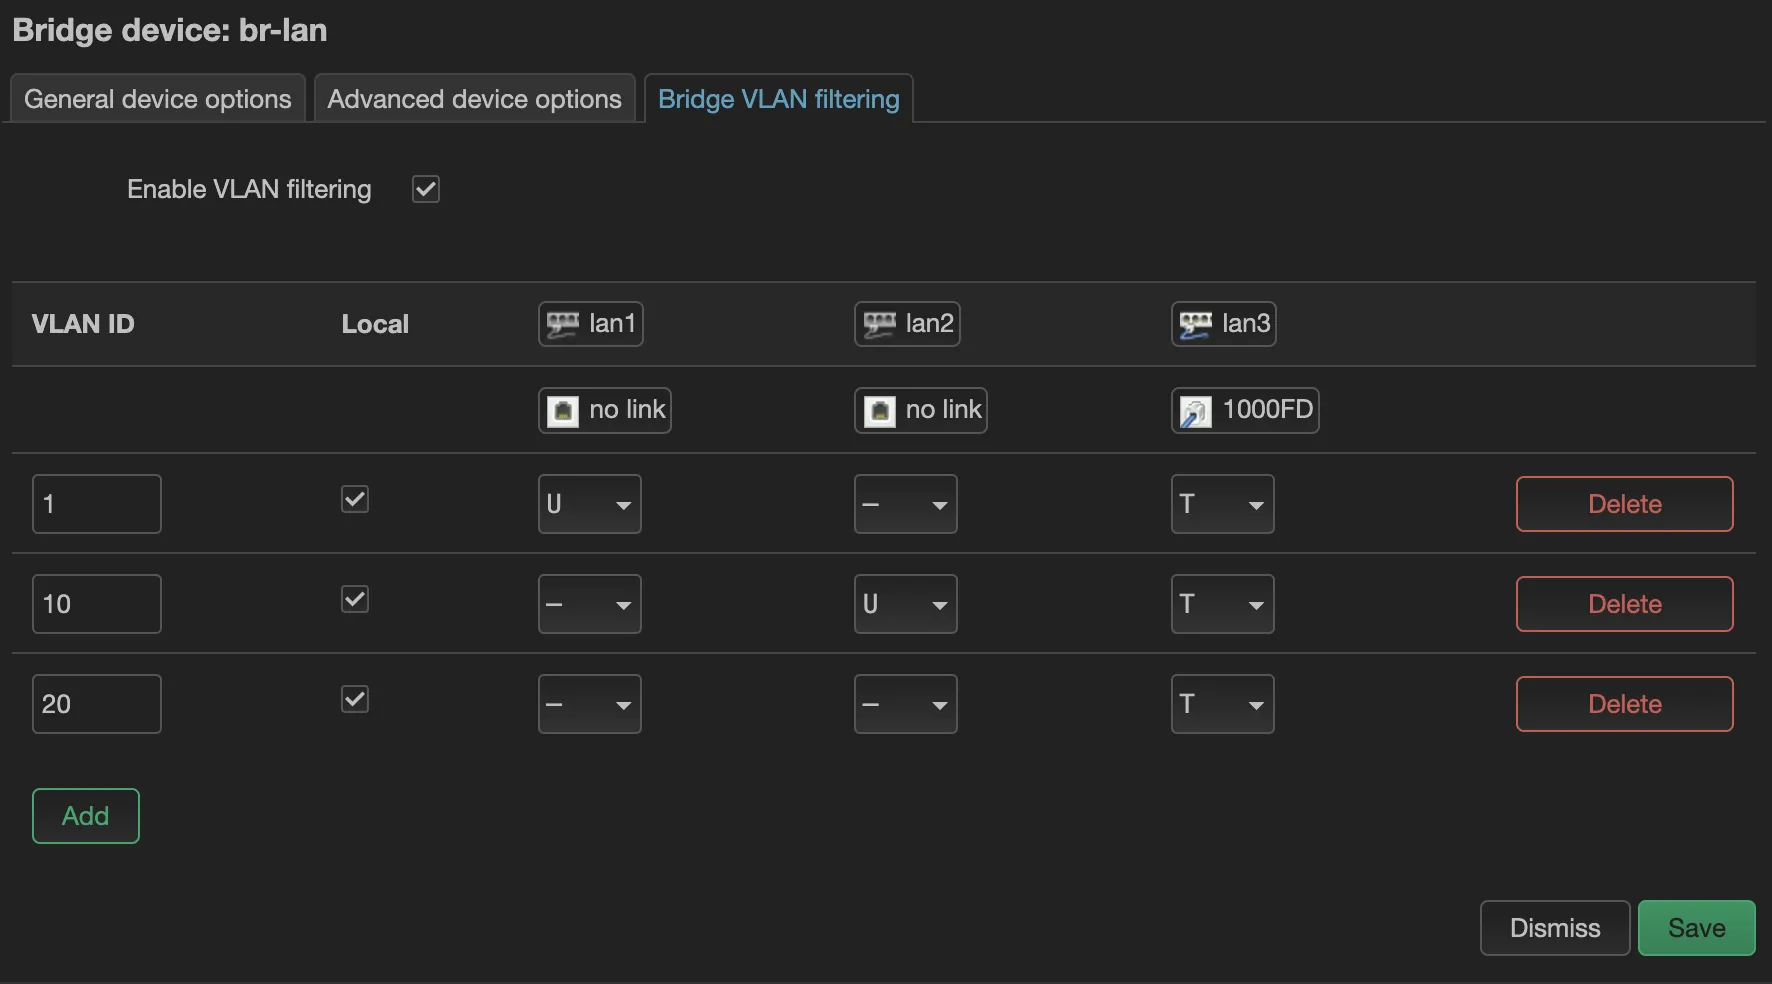 Bridge device: br-lan
General device options Advanced device options Bridge VLAN filtering
Enable VLAN filtering
VLAN ID Local lan1 lan2 lan3
no link no link 1000FD
1 U – T Delete
10 – U T Delete
20 – – T Delete
Add
Dismiss Save